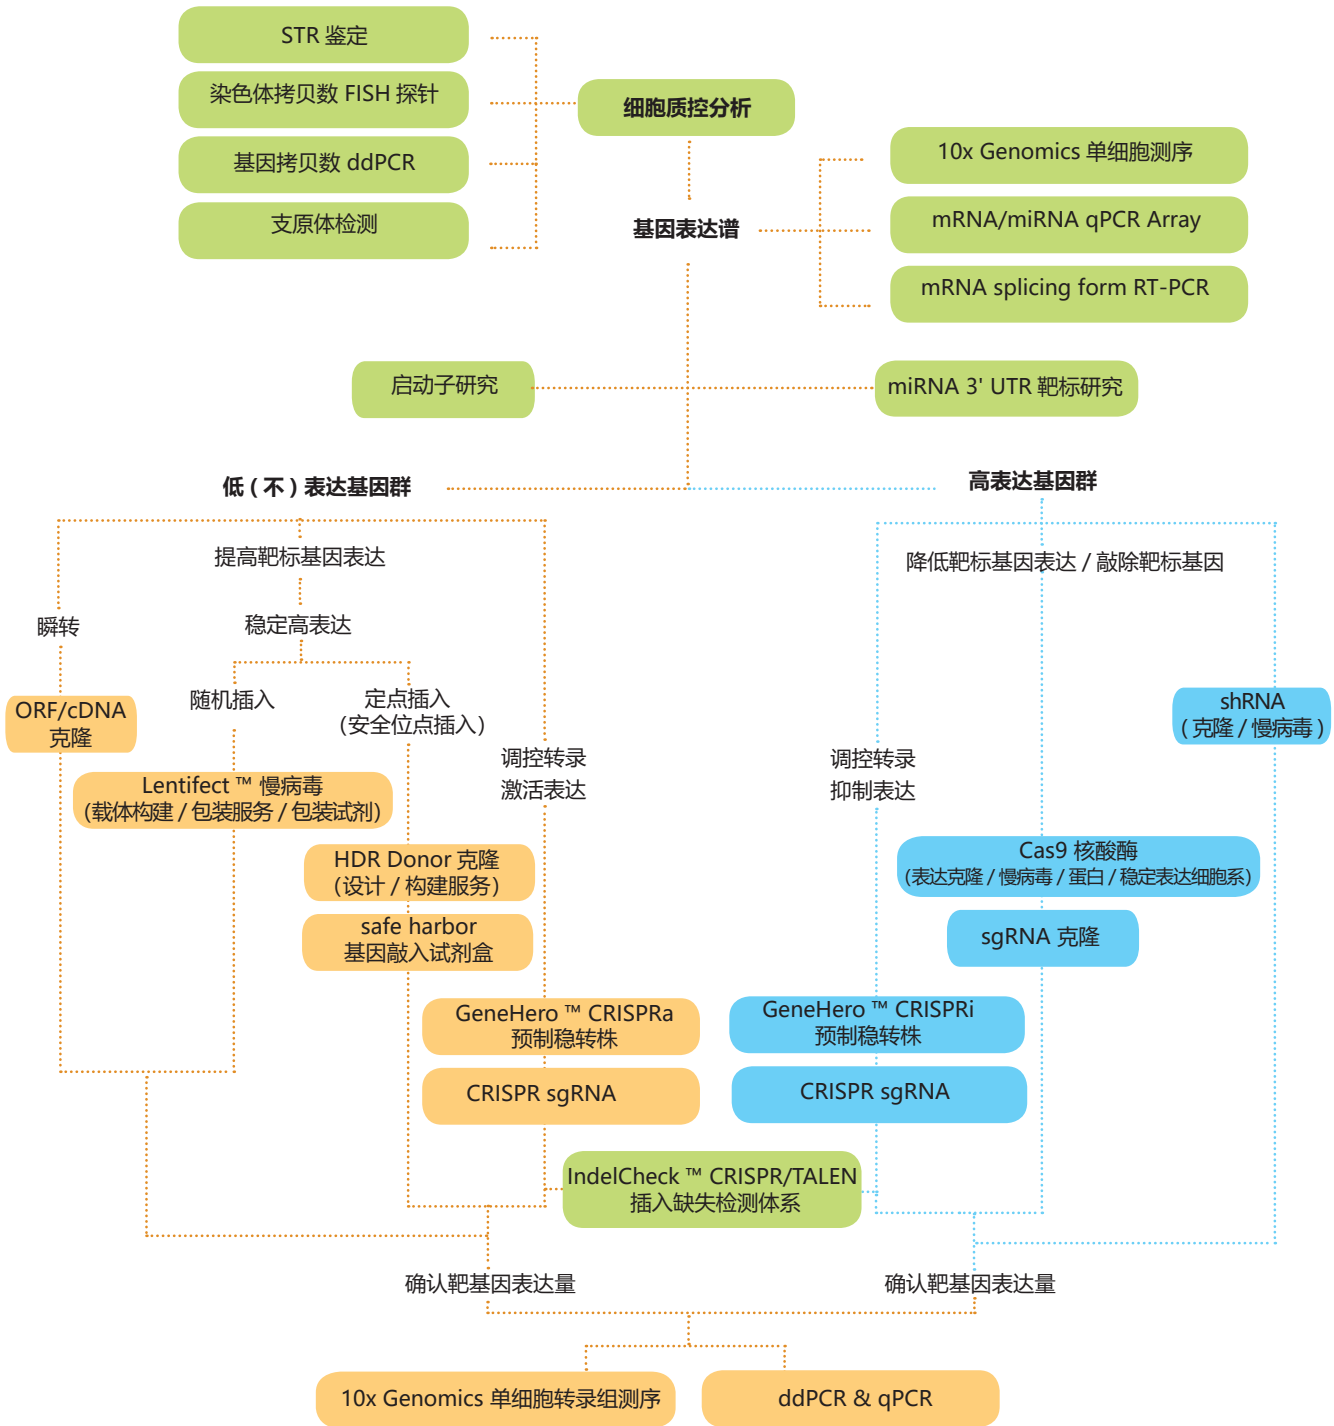 STR 鉴定
染色体拷贝数 FISH 探针
基因拷贝数 ddPCR
支原体检测
细胞质控分析
基因表达谱
10x Genomics 单细胞测序
mRNA/miRNA qPCR Array
mRNA splicing form RT-PCR
启动子研究
miRNA 3' UTR 靶标研究
低（不）表达基因群
高表达基因群
提高靶标基因表达
降低靶标基因表达 / 敲除靶标基因
瞬转
稳定高表达
随机插入
定点插入
（安全位点插入）
ORF/cDNA
克隆
shRNA
（克隆 / 慢病毒）
调控转录
激活表达
调控转录
抑制表达
Lentifect ™ 慢病毒
（载体构建 / 包装服务 / 包装试剂）
HDR Donor 克隆
（设计 / 构建服务）
Cas9 核酸酶
（表达克隆 / 慢病毒 / 蛋白 / 稳定表达细胞系）
safe harbor
基因敲入试剂盒
sgRNA 克隆
GeneHero ™ CRISPRa
预制稳转株
GeneHero ™ CRISPRi
预制稳转株
CRISPR sgRNA
CRISPR sgRNA
IndelCheck ™ CRISPR/TALEN
插入缺失检测体系
确认靶基因表达量
确认靶基因表达量
10x Genomics 单细胞转录组测序
ddPCR & qPCR